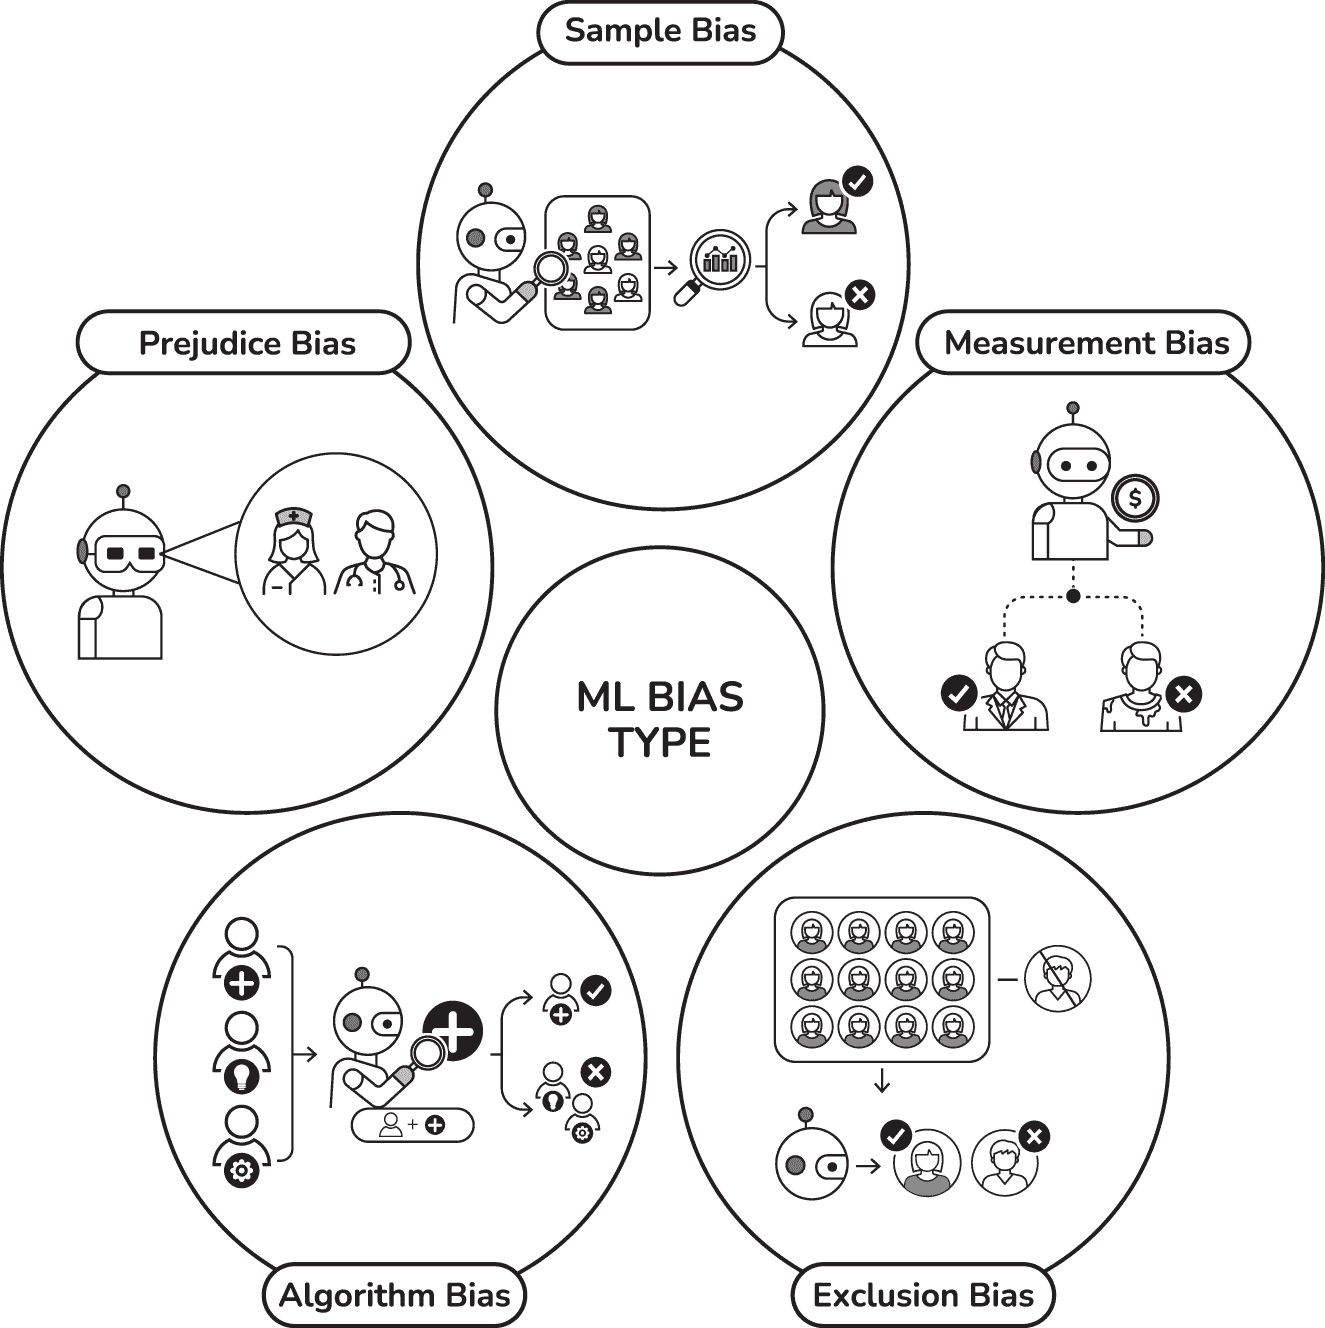 Sample Bias
Prejudice Bias
Measurement Bias
$
ML BIAS
TYPE
+
Algorithm Bias
Exclusion Bias